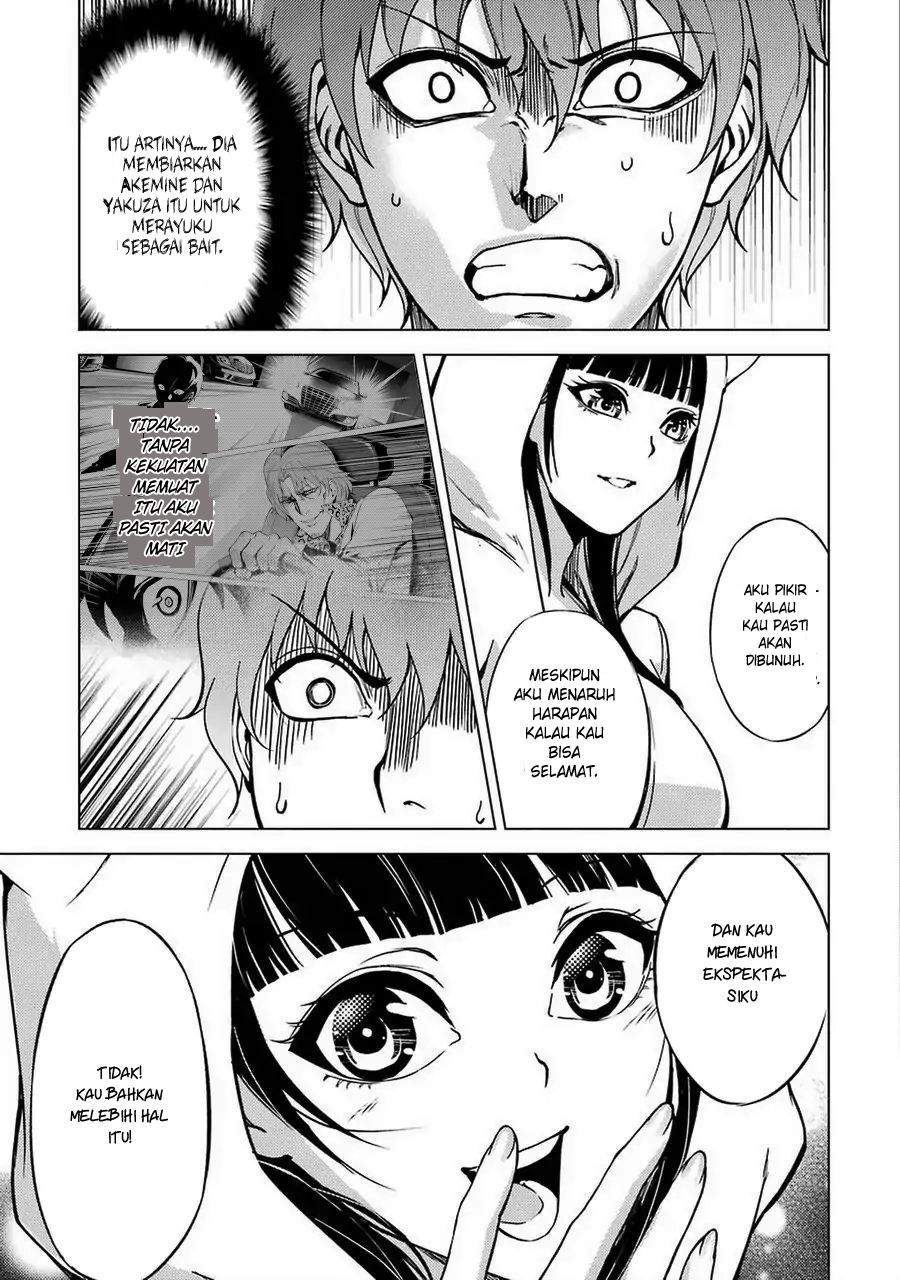 ITU ARTINYA.... DIA
MEMBIARKAN
AKEMINE DAN
YAKUZA ITU UNTUK
MERAYUKU
SEBAGAI BAIT.
AKU PIKIR
KALAU
KAU PASTI
AKAN
DIBUNUH.
MESKIPUN
AKU MENARUH
HARAPAN
KALAU KAU
BISA
SELAMAT.
TIDAK....
TANPA
KEKUATAN
MEMUAT
ITU AKU
PASTI AKAN
MATI
DAN KAU
MEMENUHI
EKSPEKTA-
SIKU
TIDAK!
KAU BAHKAN
MELEBIHI HAL
ITU!